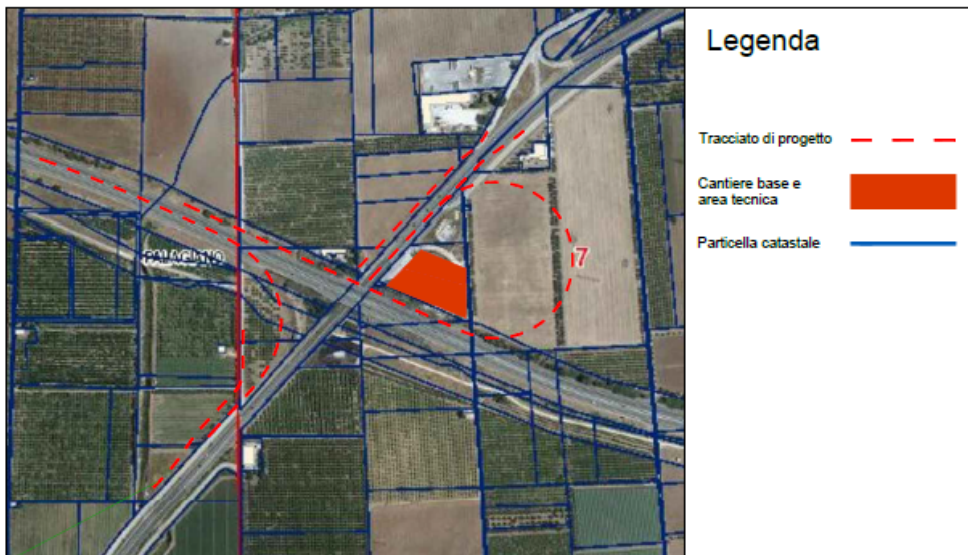 Legenda
Tracciato di progetto
Cantiere base e
area tecnica
Particella catastale
PALAGIANO
7